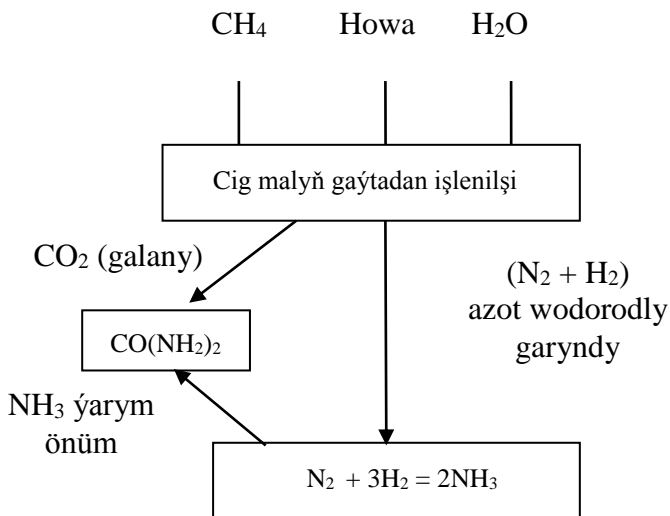 CH₄ Howa H₂O
Cig malyň gaýtadan işlenilşi
CO₂ (galany)
(N₂ + H₂)
azot wodorodly
garyndy
CO(NH₂)₂
NH₃ ýarym
önüm
N₂ + 3H₂ = 2NH₃